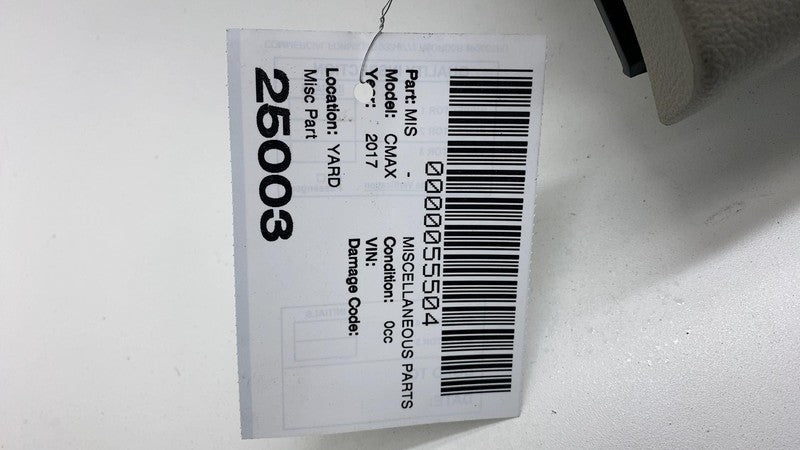 0000055504
Part: MIS - MISCELLANEOUS PARTS
Model: CMAX Condition: 0cc
Year: 2017 VIN:
Damage Code:
Location: YARD
Misc Part
25003